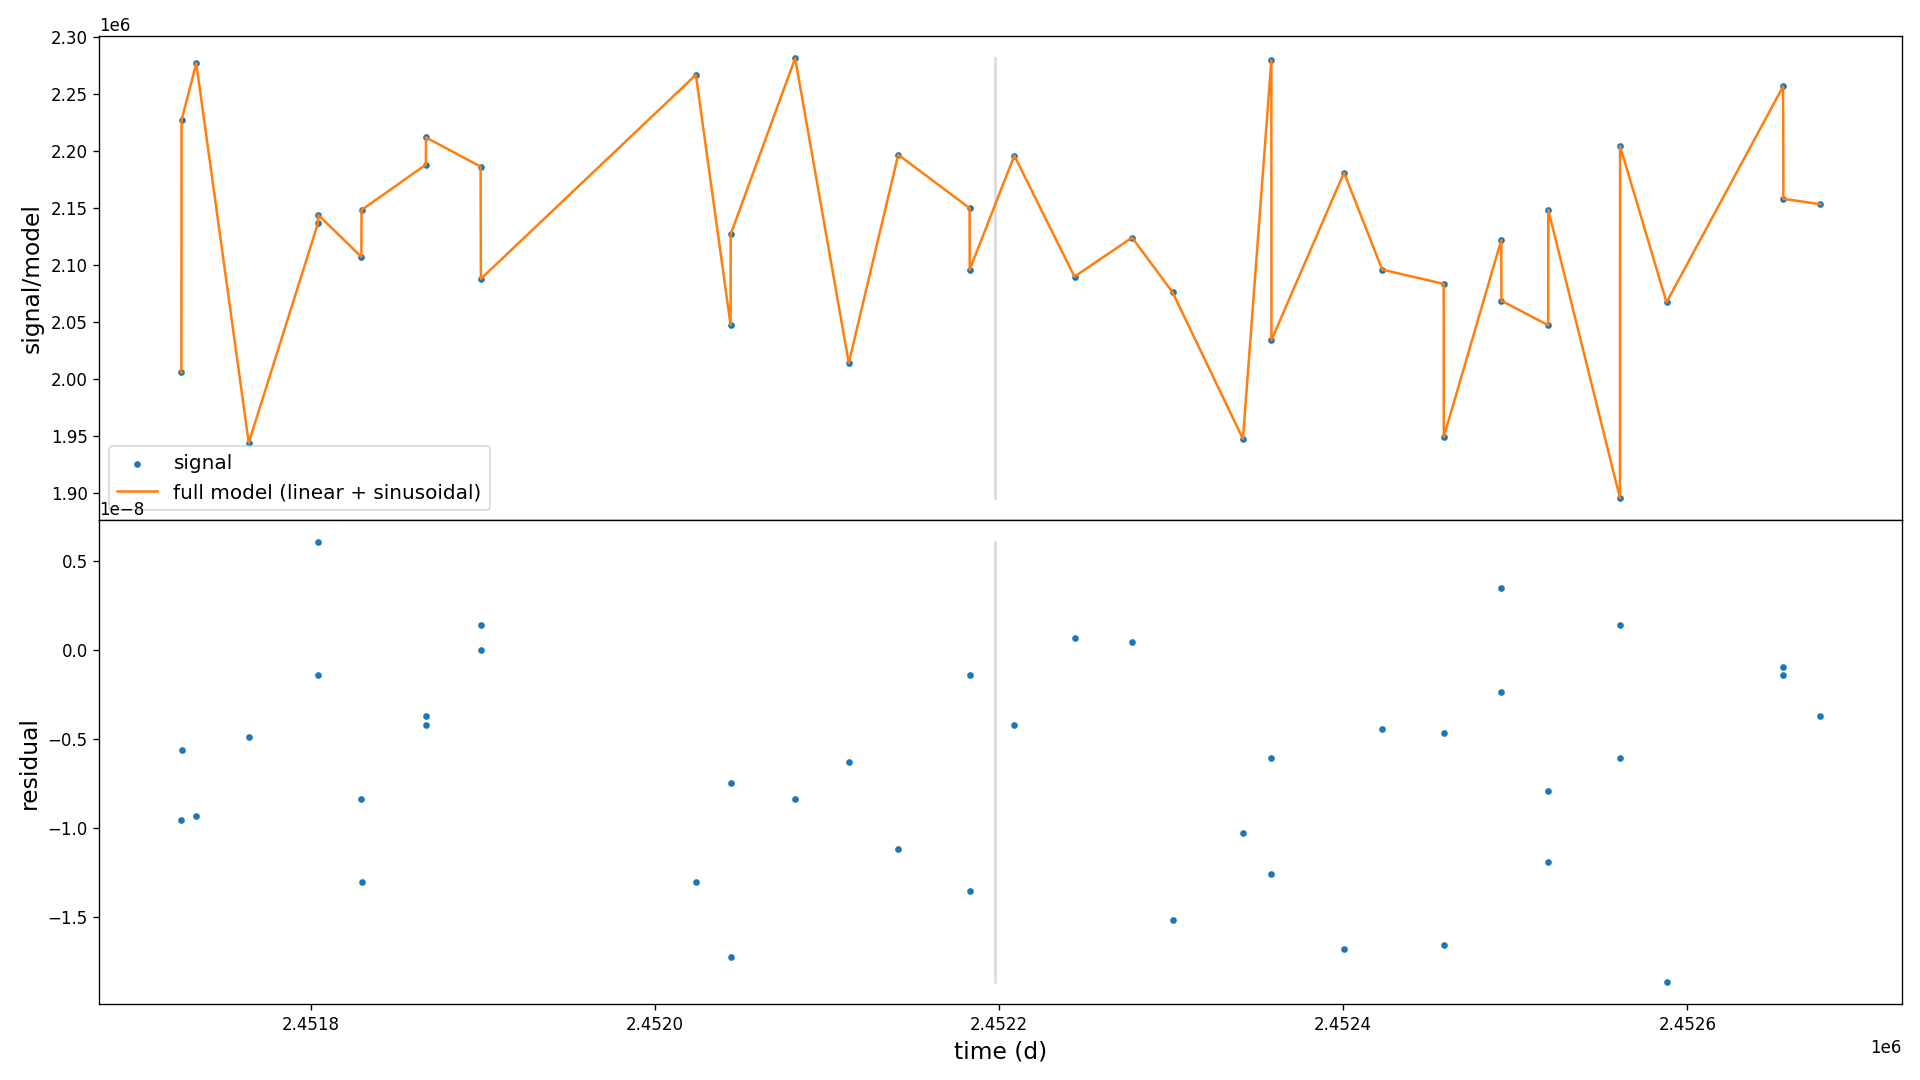 1e6
2.30
2.25
2.20
2.15
2.10
2.05
2.00
1.95
1.90
signal/model
signal
full model (linear + sinusoidal)
1e−8
0.5
0.0
−0.5
−1.0
−1.5
residual
2.4518
2.4520
2.4522
2.4524
2.4526
1e6
time (d)